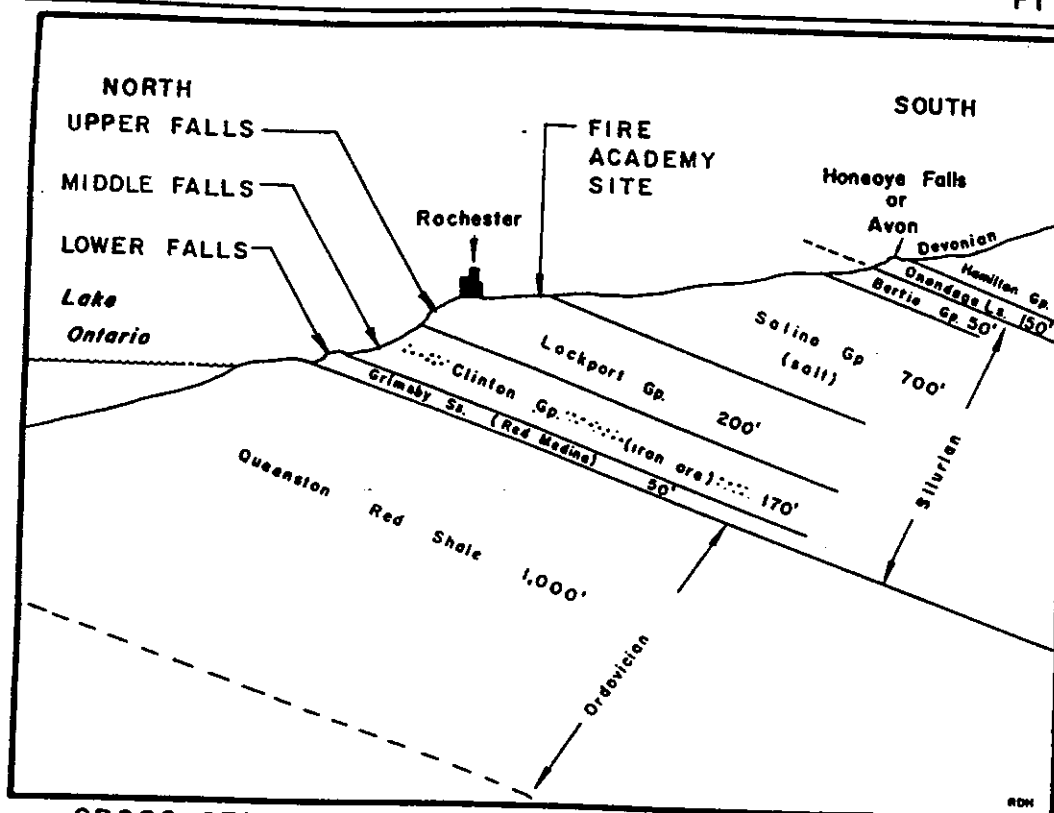 NORTH
SOUTH
UPPER FALLS
MIDDLE FALLS
LOWER FALLS
Lake
Ontario
Rochester
FIRE
ACADEMY
SITE
Honeoye Falls
or
Avon
Devonian
Hamilton Gp.
Onondaga Ls. 150'
Bertie Gp. 50'
Salina Gp 700'
(salt)
Lockport Gp. 200'
Clinton Gp. (iron ore) 170'
Grimsby Ss. (Red Medina) 50'
Queenston Red Shale 1,000'
Silurian
Ordovician
RDH